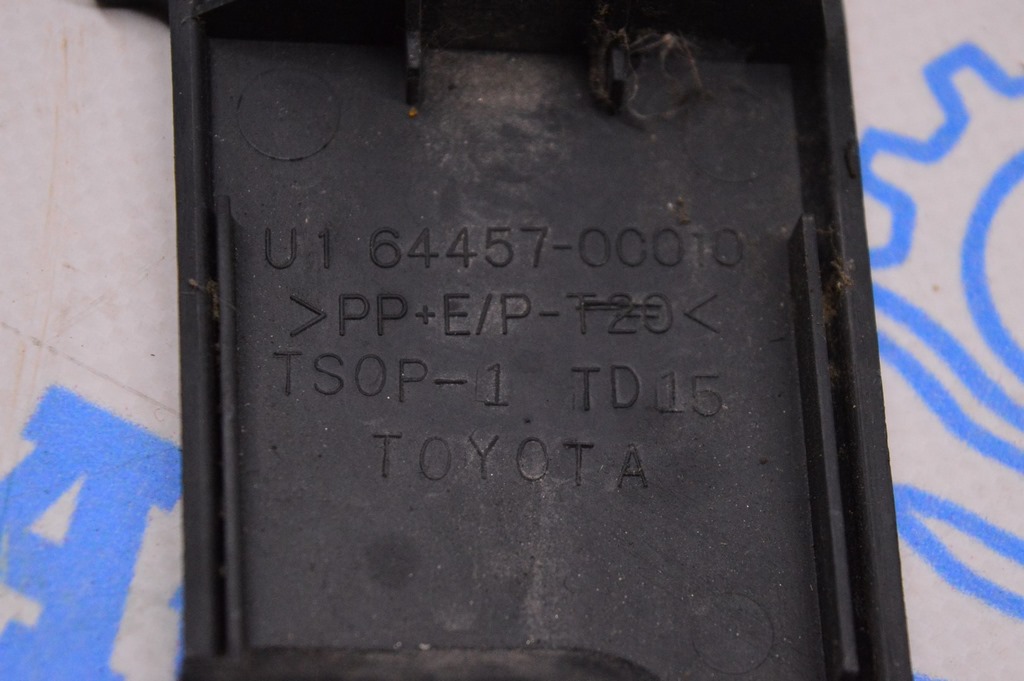 U1 64457-0C010
>PP+E/P-T20<
TSOP-1 TD15
TOYOTA